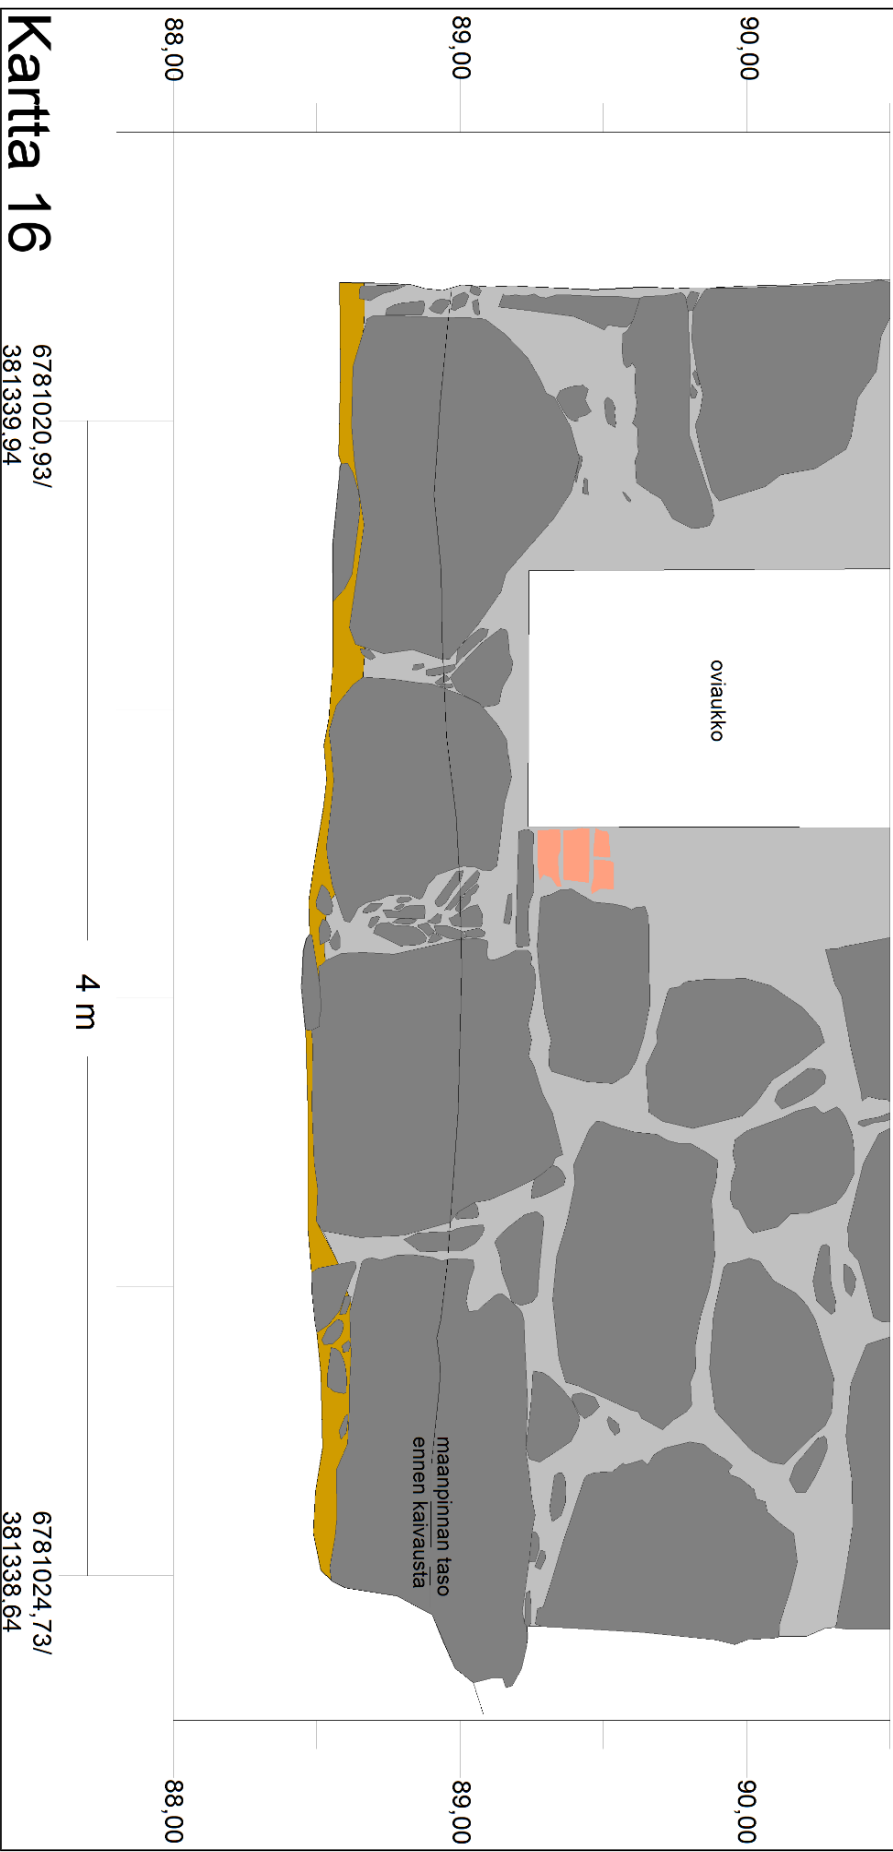 90,00
90,00
89,00
89,00
88,00
88,00
oviaukko
maanpinnan taso
ennen kaivausta
4 m
6781020,93/
381339,94
6781024,73/
381338,64
Kartta 16